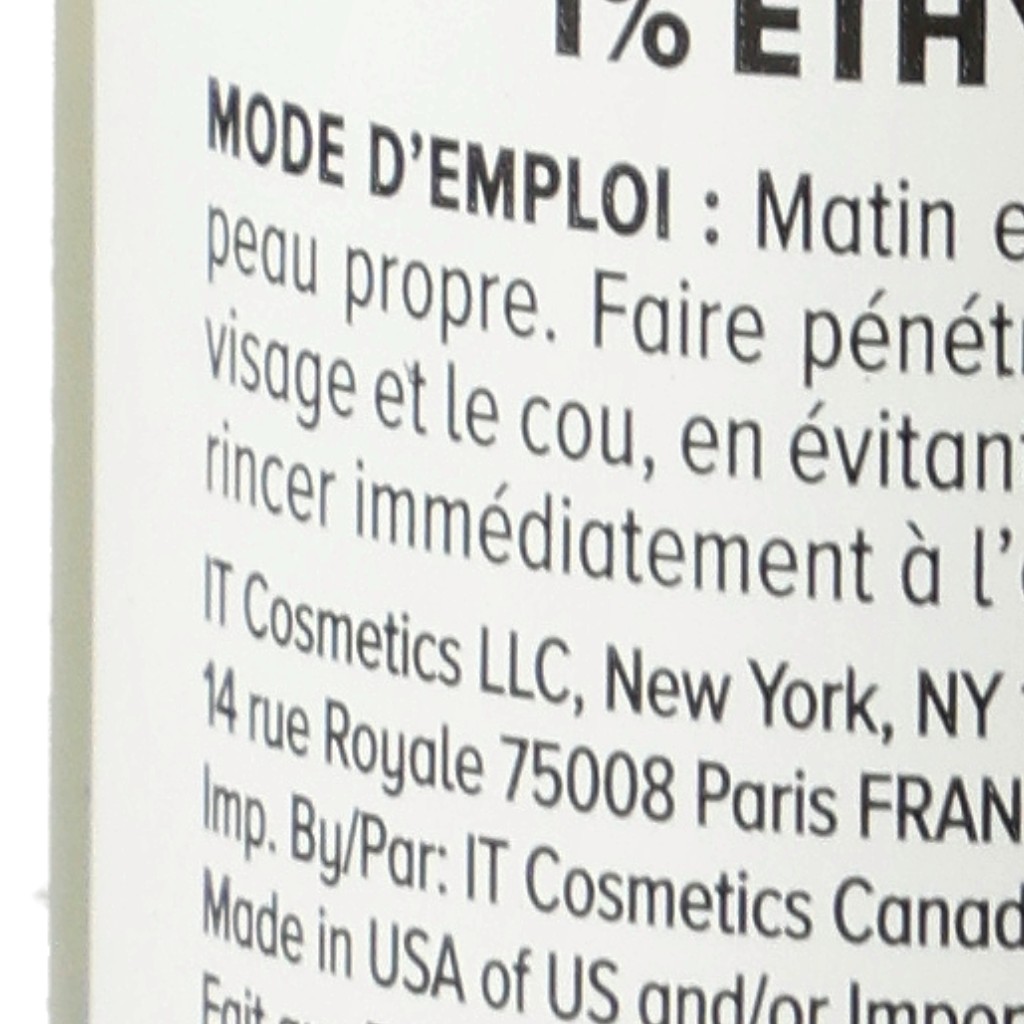 1% ETHY
MODE D'EMPLOI : Matin e
peau propre. Faire pénét
visage et le cou, en évitant
rincer immédiatement à l'
IT Cosmetics LLC, New York, NY
14 rue Royale 75008 Paris FRAN
Imp. By/Par: IT Cosmetics Canad
Made in USA of US and/or Impor
Fait